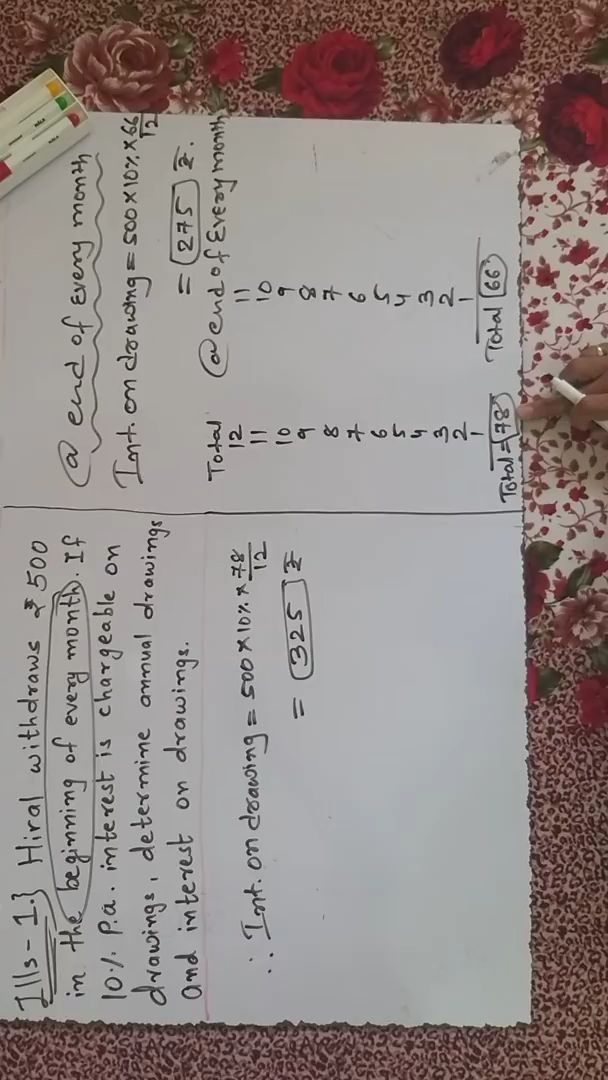 Ills-1.} Hiral withdraws ₹ 500
in the beginning of every month. If
10% p.a. interest is chargeable on
drawings, determine annual drawings
and interest on drawings.
∴ Int. on drawing = 500 × 10% × 78/12
= 325 ₹
@ end of Every month
Int. on drawing = 500 × 10% × 66/12
= 275 ₹.
Total
12
11
10
9
8
7
6
5
4
3
2
1
Total = 78
@ end of Every month
11
10
9
8
7
6
5
4
3
2
1
Total 66